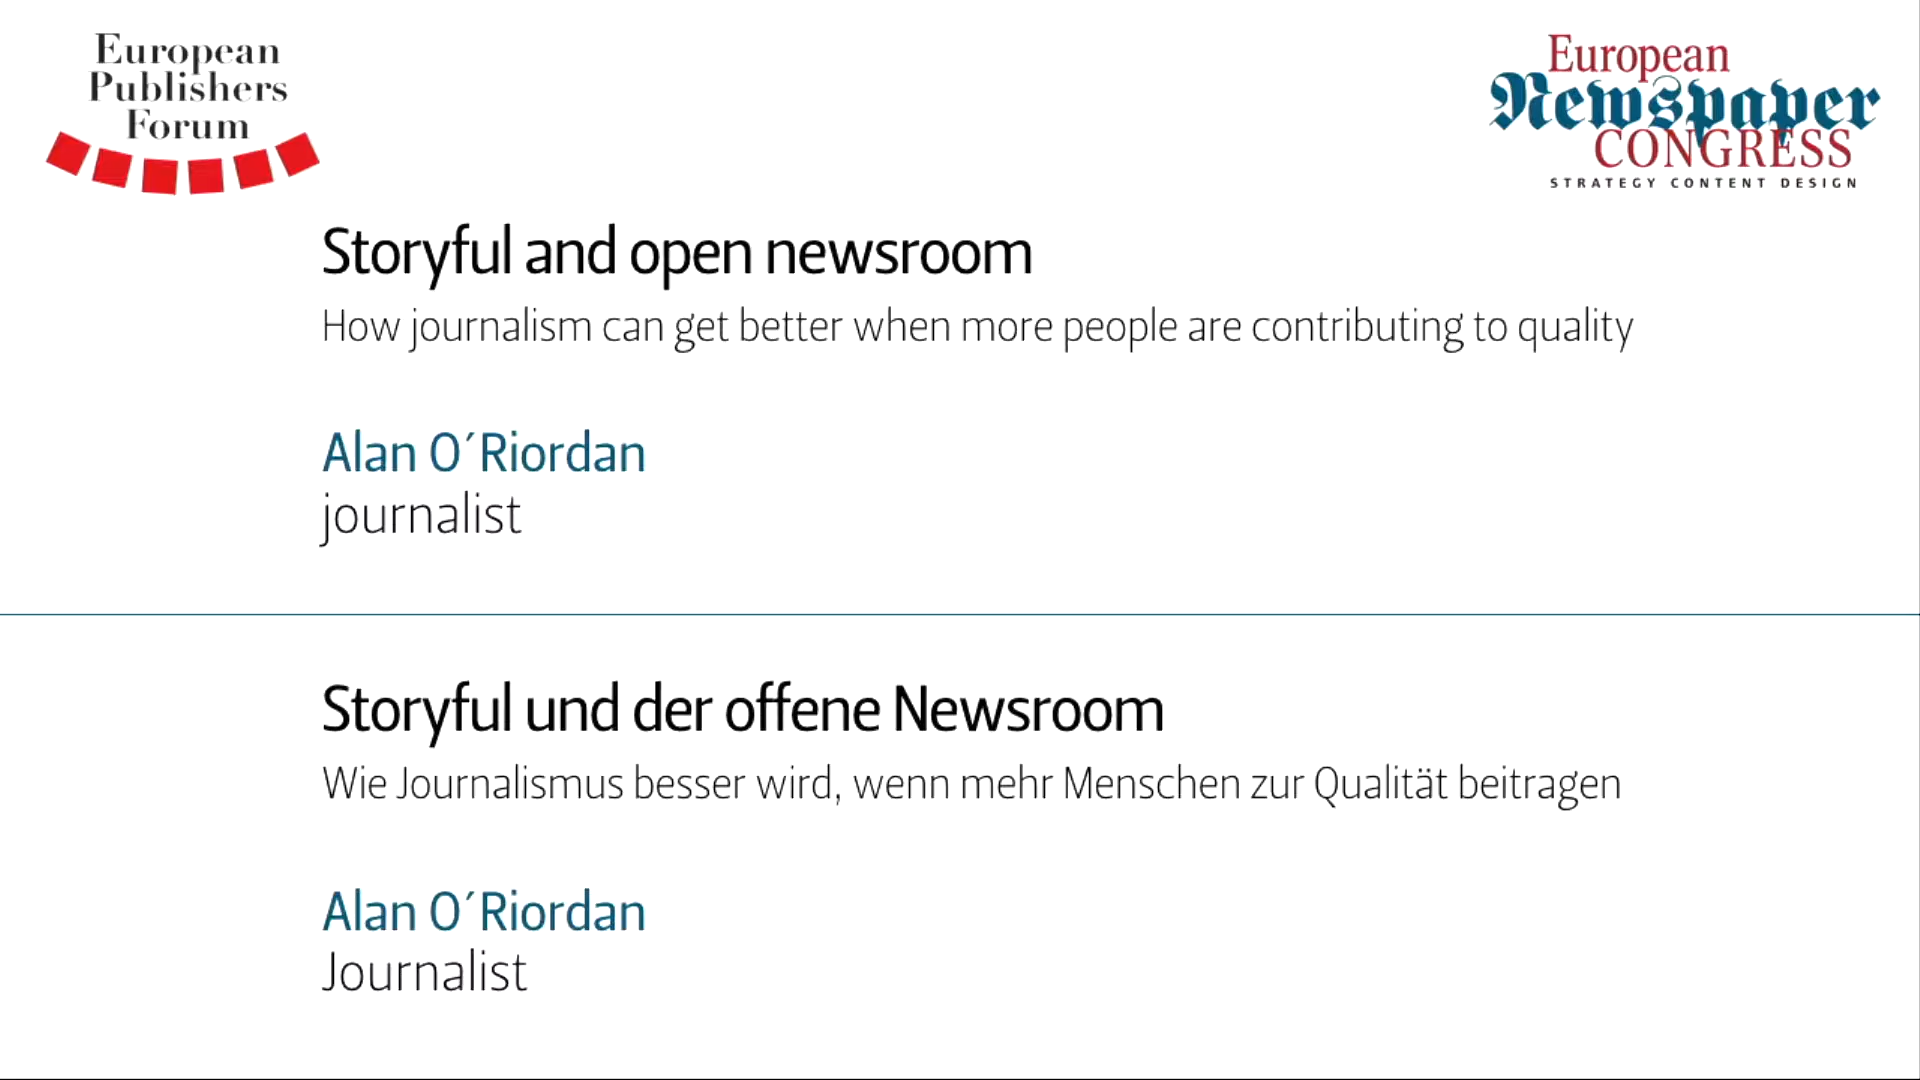 European
Publishers
Forum
European
Newspaper
CONGRESS
STRATEGY CONTENT DESIGN
Storyful and open newsroom
How journalism can get better when more people are contributing to quality
Alan O´Riordan
journalist
Storyful und der offene Newsroom
Wie Journalismus besser wird, wenn mehr Menschen zur Qualität beitragen
Alan O´Riordan
Journalist